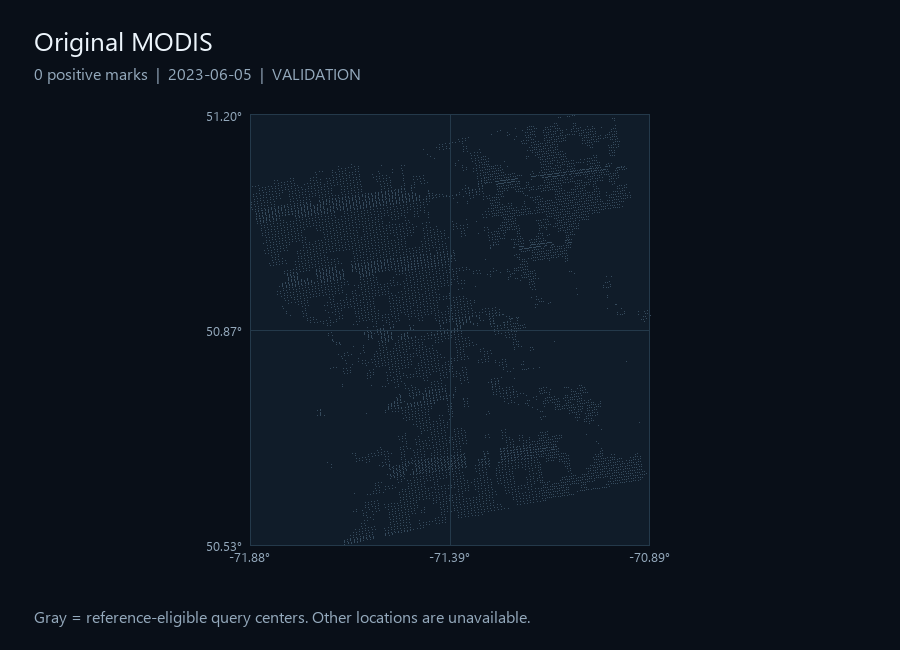 Original MODIS
0 positive marks | 2023-06-05 | VALIDATION
51.20°
50.87°
50.53°
-71.88°
-71.39°
-70.89°
Gray = reference-eligible query centers. Other locations are unavailable.